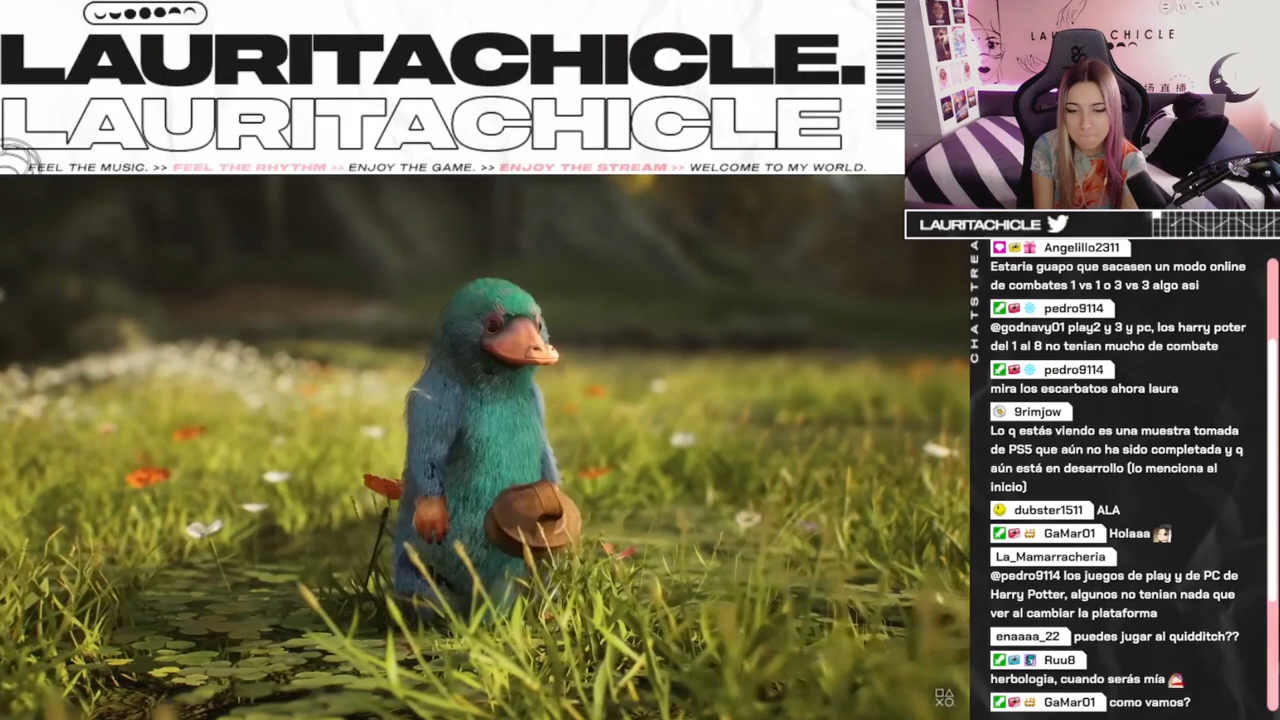 LAURITACHICLE.
LAURITACHICLE
FEEL THE MUSIC. >> FEEL THE RHYTHM >> ENJOY THE GAME. >> ENJOY THE STREAM >> WELCOME TO MY WORLD.
LAURITACHICLE
CHATSTREA
Angelillo2311
Estaria guapo que sacasen un modo online
de combates 1 vs 1 o 3 vs 3 algo asi
pedro9114
@godnavy01 play2 y 3 y pc, los harry poter
del 1 al 8 no tenian mucho de combate
pedro9114
mira los escarbatos ahora laura
9rimjow
Lo q estás viendo es una muestra tomada
de PS5 que aún no ha sido completada y q
aún está en desarrollo (lo menciona al
inicio)
dubster1511 ALA
GaMar01 Holaaa
La_Mamarracheria
@pedro9114 los juegos de play y de PC de
Harry Potter, algunos no tenian nada que
ver al cambiar la plataforma
enaaaa_22 puedes jugar al quidditch??
Ruu8
herbologia, cuando serás mía
GaMar01 como vamos?